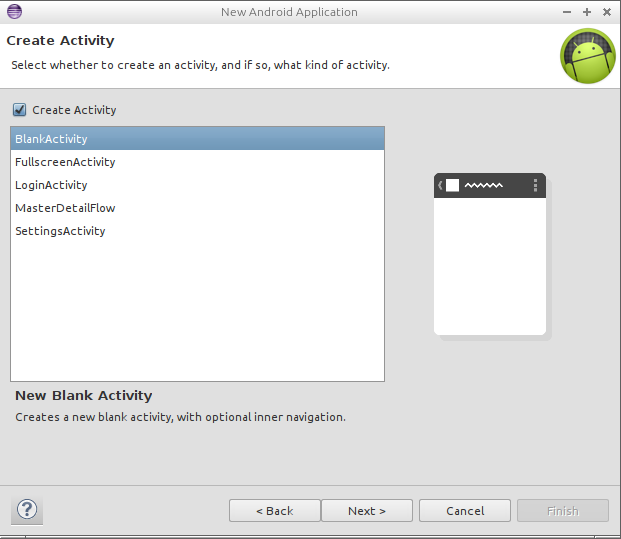 New Android Application
Create Activity
Select whether to create an activity, and if so, what kind of activity.
Create Activity
BlankActivity
FullscreenActivity
LoginActivity
MasterDetailFlow
SettingsActivity
New Blank Activity
Creates a new blank activity, with optional inner navigation.
?
< Back
Next >
Cancel
Finish